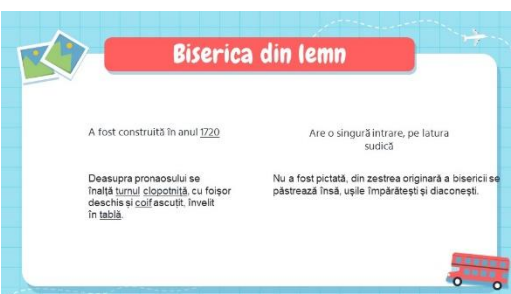 Biserica din lemn
A fost construită în anul 1720
Are o singură intrare, pe latura
sudică
Deasupra pronaosului se
înalță turnul clopotniță, cu foișor
deschis și coif ascuțit, învelit
în tablă.
Nu a fost pictată, din zestrea originară a bisericii se
păstrează însă, ușile împărătești și diaconești.